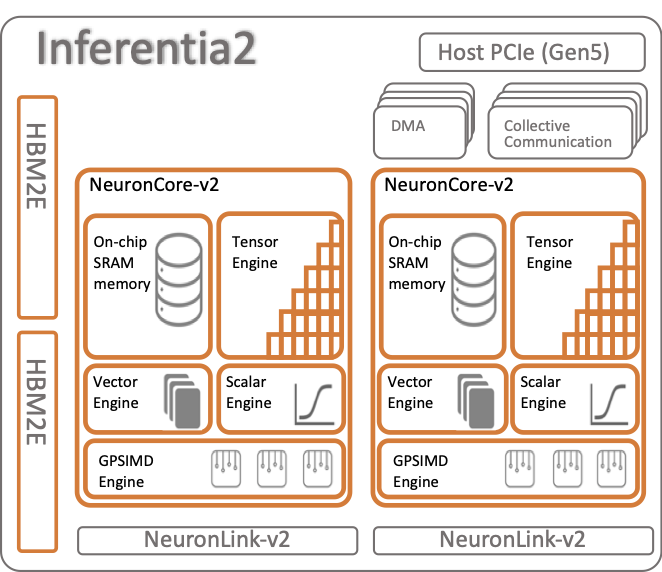 Inferentia2
Host PCIe (Gen5)
DMA
Collective
Communication
HBM2E
HBM2E
NeuronCore-v2
On-chip
SRAM
memory
Tensor
Engine
Vector
Engine
Scalar
Engine
GPSIMD
Engine
NeuronCore-v2
On-chip
SRAM
memory
Tensor
Engine
Vector
Engine
Scalar
Engine
GPSIMD
Engine
NeuronLink-v2
NeuronLink-v2